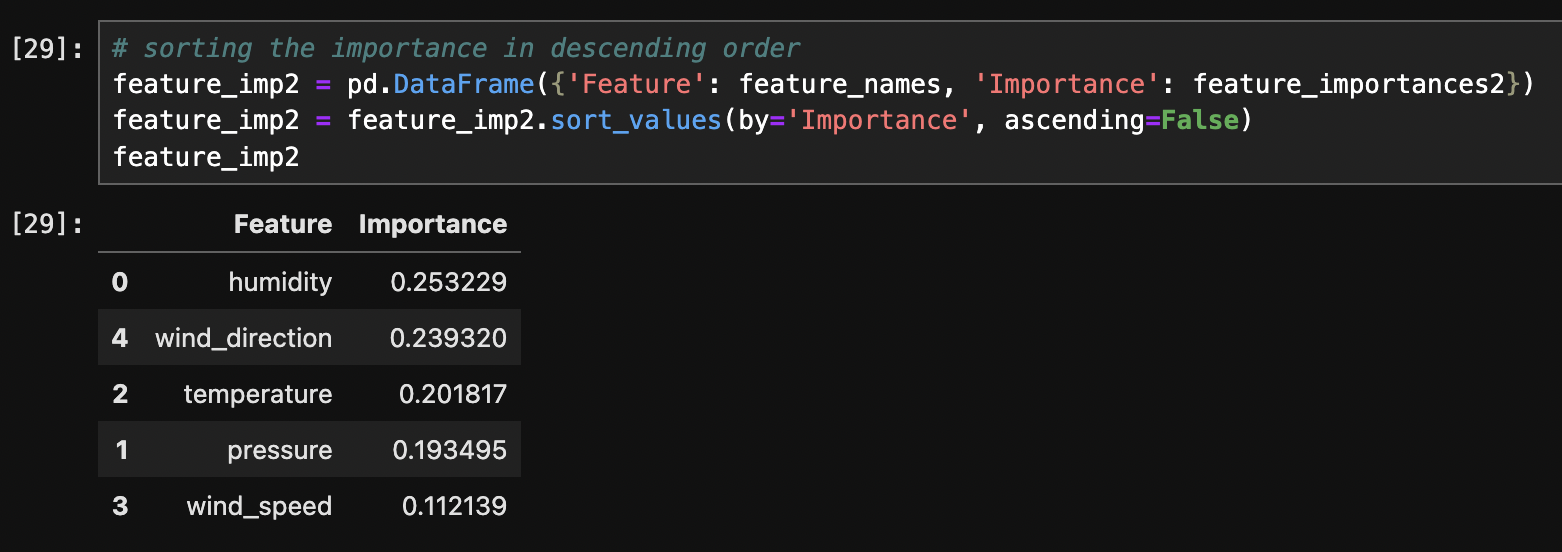 [29]: # sorting the importance in descending order
feature_imp2 = pd.DataFrame({'Feature': feature_names, 'Importance': feature_importances2})
feature_imp2 = feature_imp2.sort_values(by='Importance', ascending=False)
feature_imp2
[29]: Feature Importance
0 humidity 0.253229
4 wind_direction 0.239320
2 temperature 0.201817
1 pressure 0.193495
3 wind_speed 0.112139